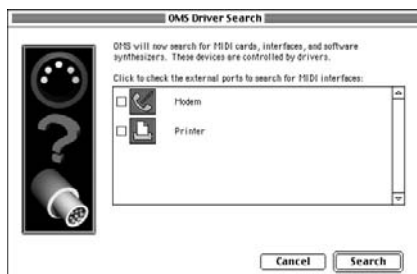 OMS Driver Search
OMS will now search for MIDI cards, interfaces, and software
synthesizers. These devices are controlled by drivers.
Click to check the external ports to search for MIDI interfaces:
Modem
Printer
Cancel
Search